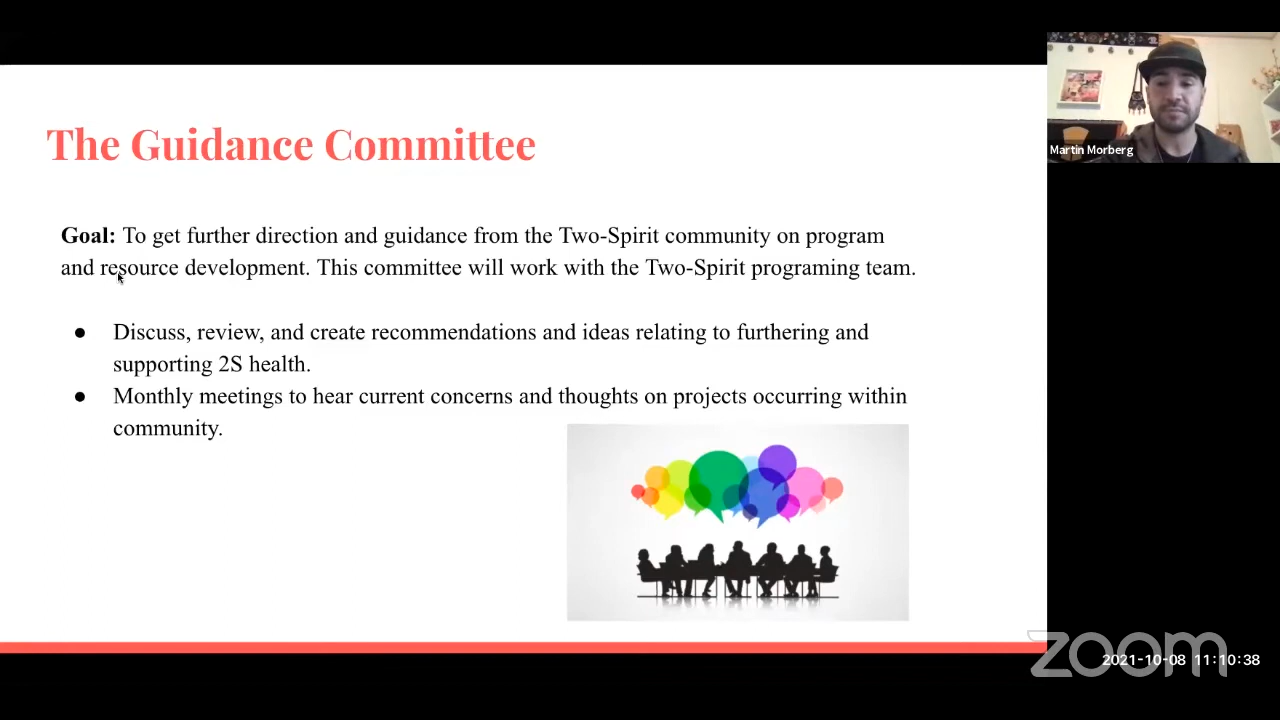 The Guidance Committee
Goal: To get further direction and guidance from the Two-Spirit community on program
and resource development. This committee will work with the Two-Spirit programing team.
● Discuss, review, and create recommendations and ideas relating to furthering and
supporting 2S health.
● Monthly meetings to hear current concerns and thoughts on projects occurring within
community.
Martin Morberg
zoom
2021-10-08 11:10:38